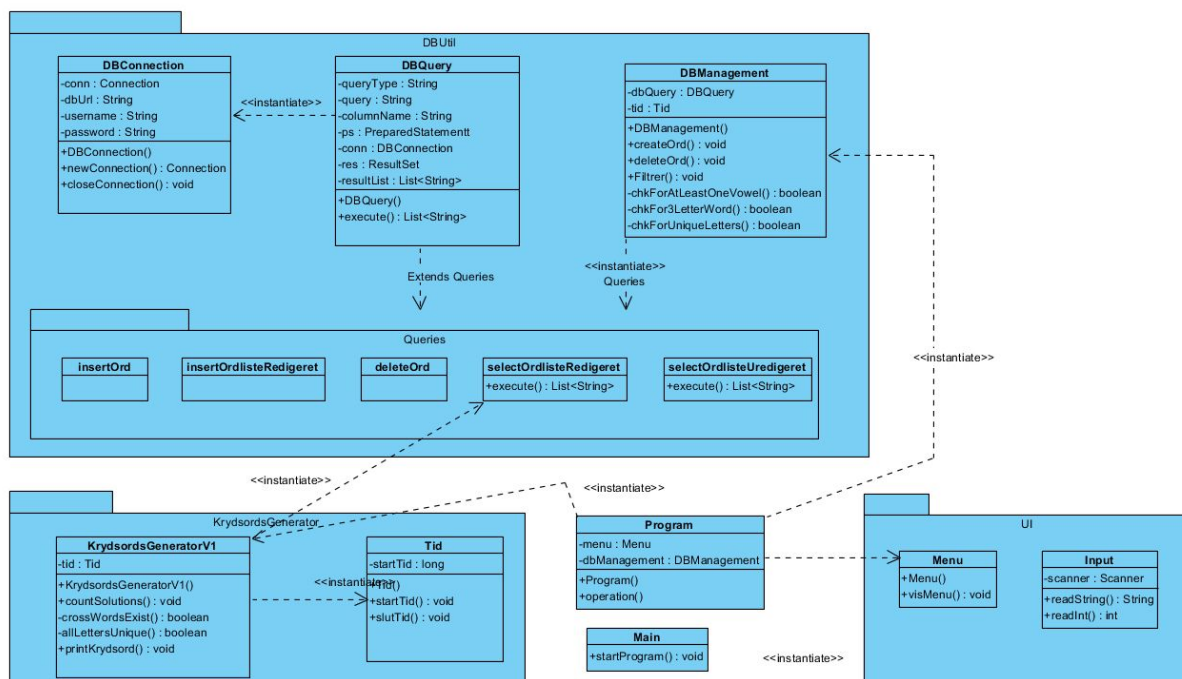 DBUtil
DBConnection
-conn : Connection
-dbUrl : String
-username : String
-password : String
+DBConnection()
+newConnection() : Connection
+closeConnection() : void
<<instantiate>>
DBQuery
-queryType : String
-query : String
-columnName : String
-ps : PreparedStatementt
-conn : DBConnection
-res : ResultSet
-resultList : List<String>
+DBQuery()
+execute() : List<String>
DBManagement
-dbQuery : DBQuery
-tid : Tid
+DBManagement()
+createOrd() : void
+deleteOrd() : void
+Filtrer() : void
-chkForAtLeastOneVowel() : boolean
-chkFor3LetterWord() : boolean
-chkForUniqueLetters() : boolean
Extends Queries
<<instantiate>>
Queries
<<instantiate>>
Queries
insertOrd
insertOrdlisteRedigeret
deleteOrd
selectOrdlisteRedigeret
+execute() : List<String>
selectOrdlisteUredigeret
+execute() : List<String>
<<instantiate>>
<<instantiate>>
KrydsordsGenerator
KrydsordsGeneratorV1
-tid : Tid
+KrydsordsGeneratorV1()
+countSolutions() : void
-crossWordsExist() : boolean
-allLettersUnique() : boolean
+printKrydsord() : void
<<instantiate>>
Tid
-startTid : long
+Tid()
+startTid() : void
+slutTid() : void
Program
-menu : Menu
-dbManagement : DBManagement
+Program()
+operation()
Main
+startProgram() : void
<<instantiate>>
UI
Menu
+Menu()
+visMenu() : void
Input
-scanner : Scanner
+readString() : String
+readInt() : int